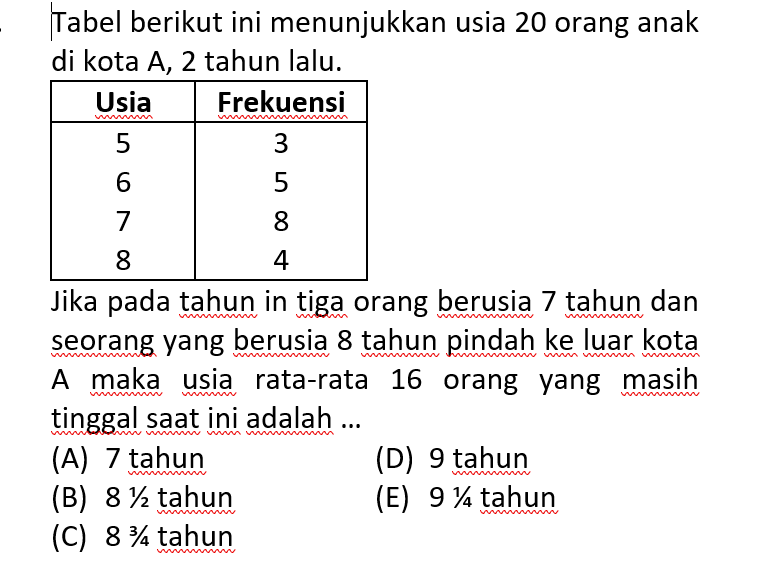 Tabel berikut ini menunjukkan usia 20 orang anak
di kota A, 2 tahun lalu.
Usia Frekuensi
5 3
6 5
7 8
8 4
Jika pada tahun in tiga orang berusia 7 tahun dan
seorang yang berusia 8 tahun pindah ke luar kota
A maka usia rata-rata 16 orang yang masih
tinggal saat ini adalah ...
(A) 7 tahun (D) 9 tahun
(B) 8 ½ tahun (E) 9 ¼ tahun
(C) 8 ¾ tahun